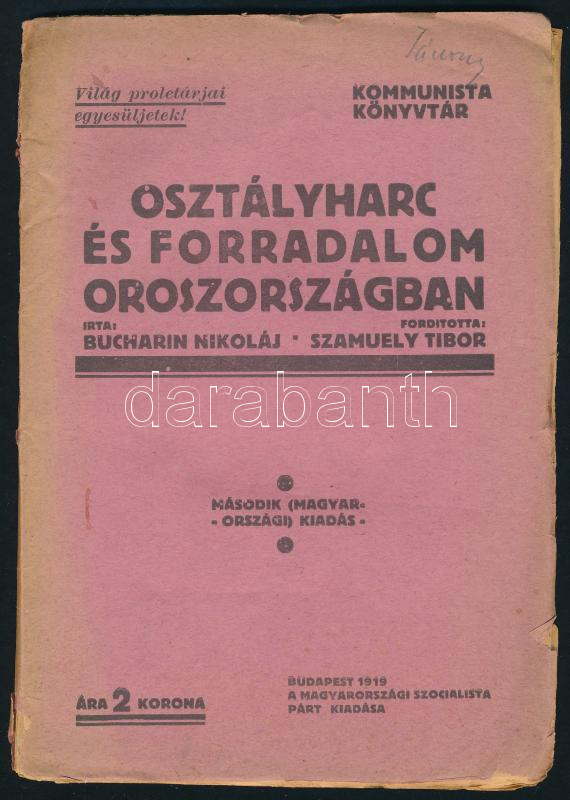 Világ proletárjai
egyesüljetek!
KOMMUNISTA
KÖNYVTÁR
OSZTÁLYHARC
ÉS FORRADALOM
OROSZORSZÁGBAN
IRTA:
BUCHARIN NIKOLÁJ
FORDITOTTA:
SZAMUELY TIBOR
darabanth
MÁSODIK (MAGYAR-
- ORSZÁGI) KIADÁS -
ÁRA 2 KORONA
BUDAPEST 1919
A MAGYARORSZÁGI SZOCIALISTA
PÁRT KIADÁSA